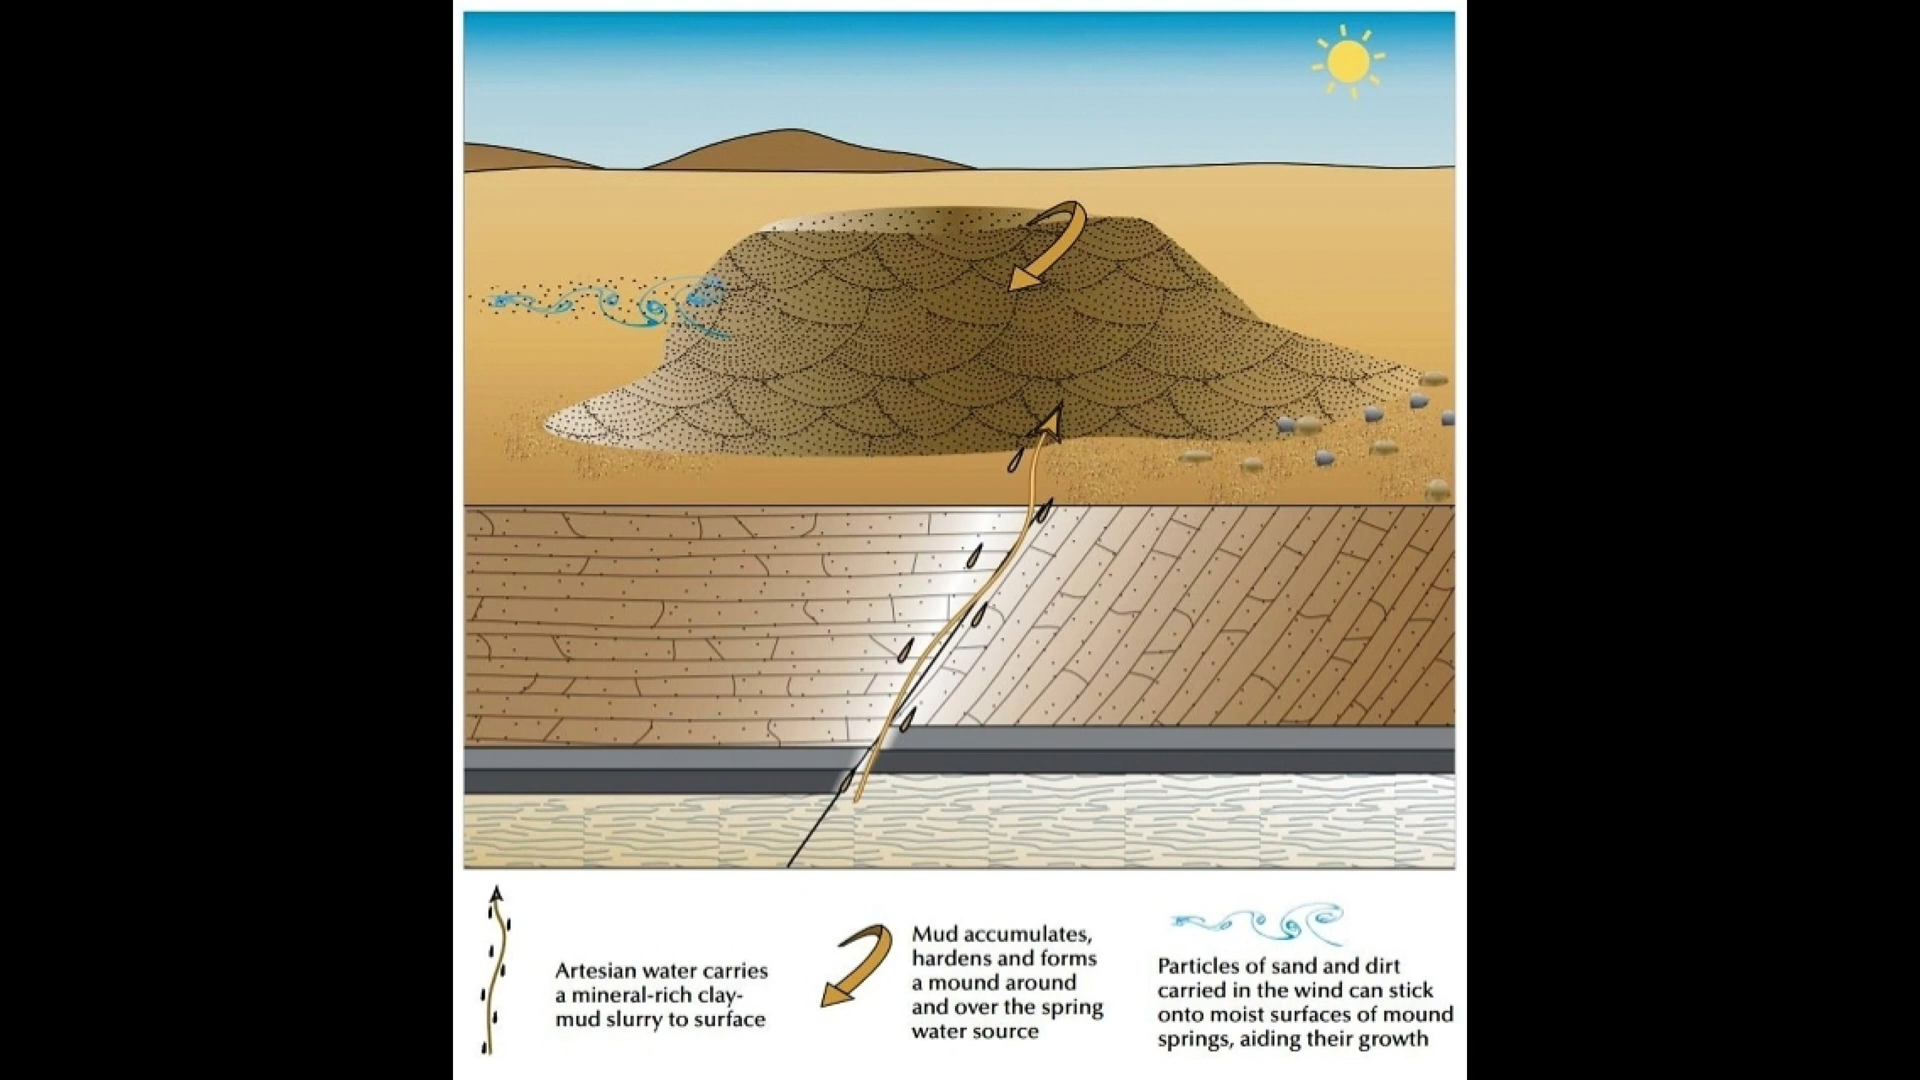 Artesian water carries
a mineral-rich clay-
mud slurry to surface
Mud accumulates,
hardens and forms
a mound around
and over the spring
water source
Particles of sand and dirt
carried in the wind can stick
onto moist surfaces of mound
springs, aiding their growth